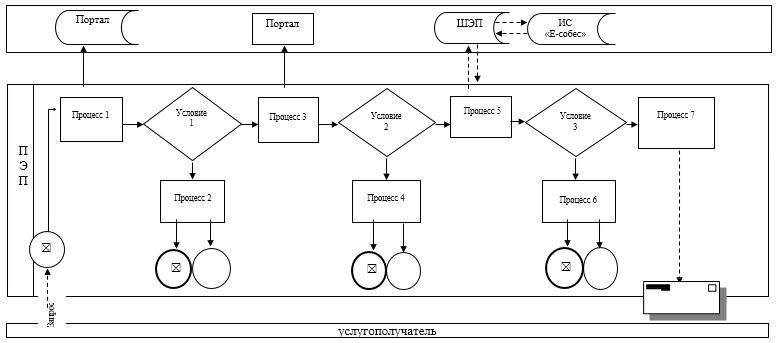 Портал
Портал
ШЭП
ИС
«Е-собес»
П
Э
П
Процесс 1
Условие
1
Процесс 3
Условие
2
Процесс 5
Условие
3
Процесс 7
Процесс 2
Процесс 4
Процесс 6
Запрос
услугополучатель